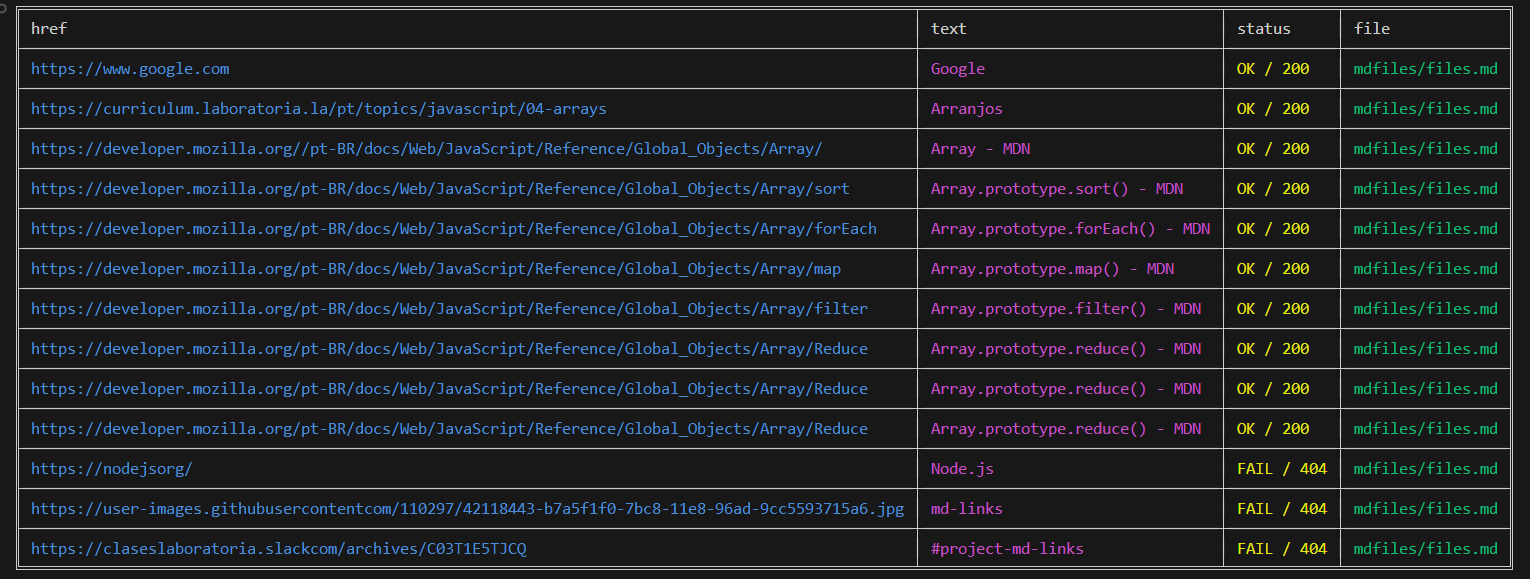 href text status file
https://www.google.com Google OK / 200 mdfiles/files.md
https://curriculum.laboratoria.la/pt/topics/javascript/04-arrays Arranjos OK / 200 mdfiles/files.md
https://developer.mozilla.org//pt-BR/docs/Web/JavaScript/Reference/Global_Objects/Array/ Array - MDN OK / 200 mdfiles/files.md
https://developer.mozilla.org/pt-BR/docs/Web/JavaScript/Reference/Global_Objects/Array/sort Array.prototype.sort() - MDN OK / 200 mdfiles/files.md
https://developer.mozilla.org/pt-BR/docs/Web/JavaScript/Reference/Global_Objects/Array/forEach Array.prototype.forEach() - MDN OK / 200 mdfiles/files.md
https://developer.mozilla.org/pt-BR/docs/Web/JavaScript/Reference/Global_Objects/Array/map Array.prototype.map() - MDN OK / 200 mdfiles/files.md
https://developer.mozilla.org/pt-BR/docs/Web/JavaScript/Reference/Global_Objects/Array/filter Array.prototype.filter() - MDN OK / 200 mdfiles/files.md
https://developer.mozilla.org/pt-BR/docs/Web/JavaScript/Reference/Global_Objects/Array/Reduce Array.prototype.reduce() - MDN OK / 200 mdfiles/files.md
https://developer.mozilla.org/pt-BR/docs/Web/JavaScript/Reference/Global_Objects/Array/Reduce Array.prototype.reduce() - MDN OK / 200 mdfiles/files.md
https://developer.mozilla.org/pt-BR/docs/Web/JavaScript/Reference/Global_Objects/Array/Reduce Array.prototype.reduce() - MDN OK / 200 mdfiles/files.md
https://nodejsorg/ Node.js FAIL / 404 mdfiles/files.md
https://user-images.githubusercontentcom/110297/42118443-b7a5f1f0-7bc8-11e8-96ad-9cc5593715a6.jpg md-links FAIL / 404 mdfiles/files.md
https://claseslaboratoria.slackcom/archives/C03T1E5TJCQ #project-md-links FAIL / 404 mdfiles/files.md